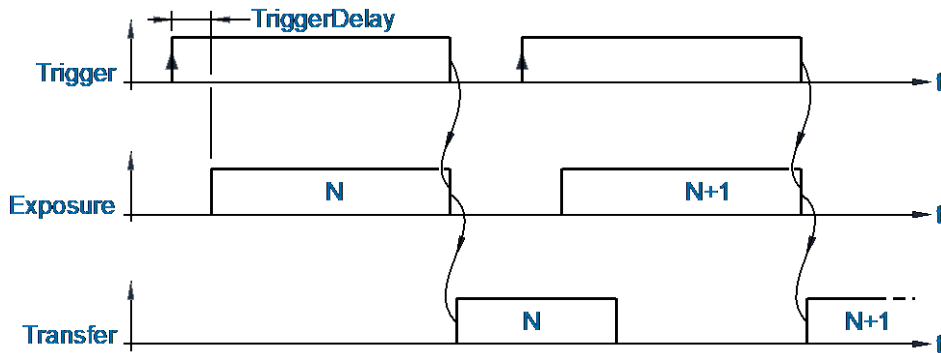 TriggerDelay
Trigger
t
N
N+1
Exposure
t
N
N+1
Transfer
t